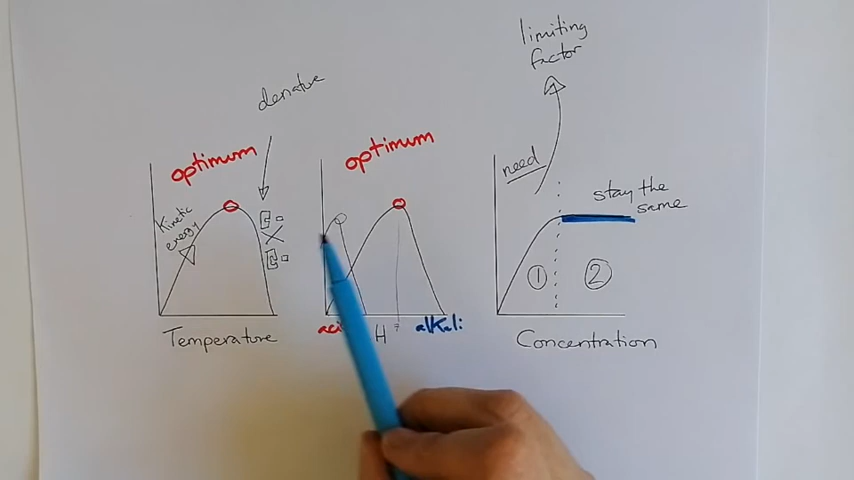 limiting
factor
denature
optimum
optimum
need
stay the
same
Kinetic
energy
1
2
alkali
Temperature
H
Concentration